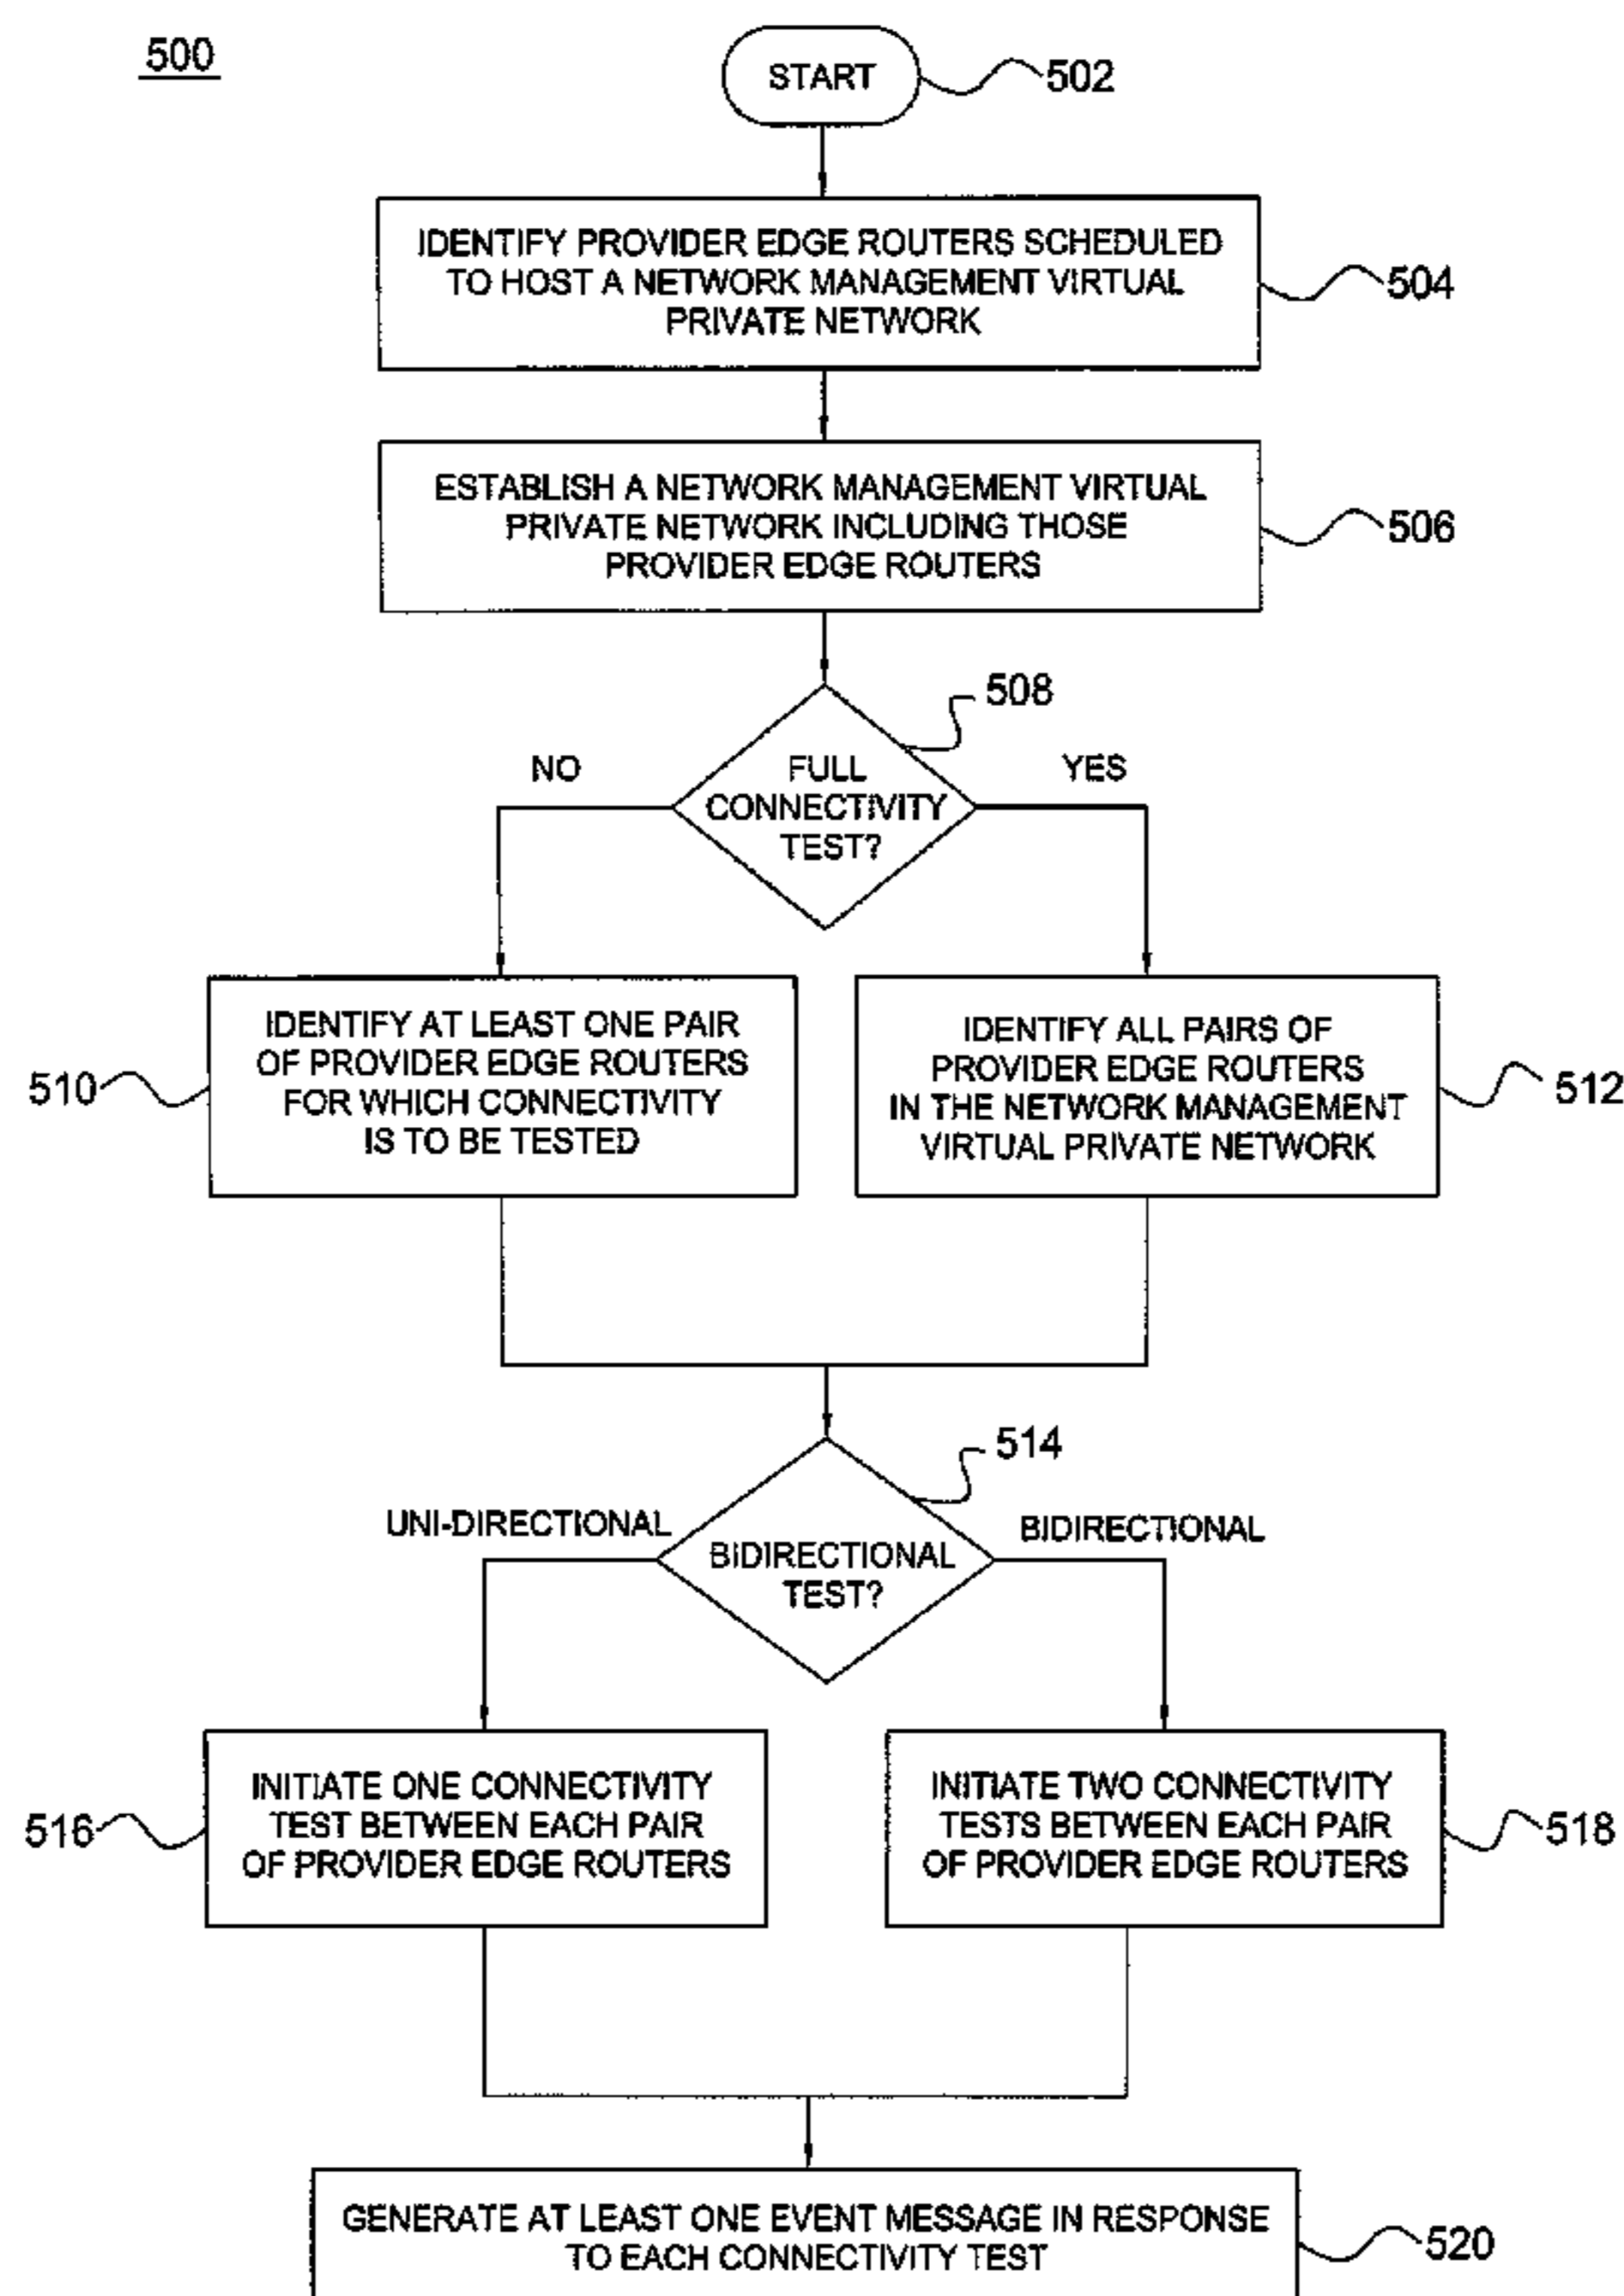 500
START
502
IDENTIFY PROVIDER EDGE ROUTERS SCHEDULED
TO HOST A NETWORK MANAGEMENT VIRTUAL
PRIVATE NETWORK
504
ESTABLISH A NETWORK MANAGEMENT VIRTUAL
PRIVATE NETWORK INCLUDING THOSE
PROVIDER EDGE ROUTERS
506
508
NO
FULL
CONNECTIVITY
TEST?
YES
510
IDENTIFY AT LEAST ONE PAIR
OF PROVIDER EDGE ROUTERS
FOR WHICH CONNECTIVITY
IS TO BE TESTED
IDENTIFY ALL PAIRS OF
PROVIDER EDGE ROUTERS
IN THE NETWORK MANAGEMENT
VIRTUAL PRIVATE NETWORK
512
514
UNI-DIRECTIONAL
BIDIRECTIONAL
TEST?
BIDIRECTIONAL
516
INITIATE ONE CONNECTIVITY
TEST BETWEEN EACH PAIR
OF PROVIDER EDGE ROUTERS
INITIATE TWO CONNECTIVITY
TESTS BETWEEN EACH PAIR
OF PROVIDER EDGE ROUTERS
518
GENERATE AT LEAST ONE EVENT MESSAGE IN RESPONSE
TO EACH CONNECTIVITY TEST
520